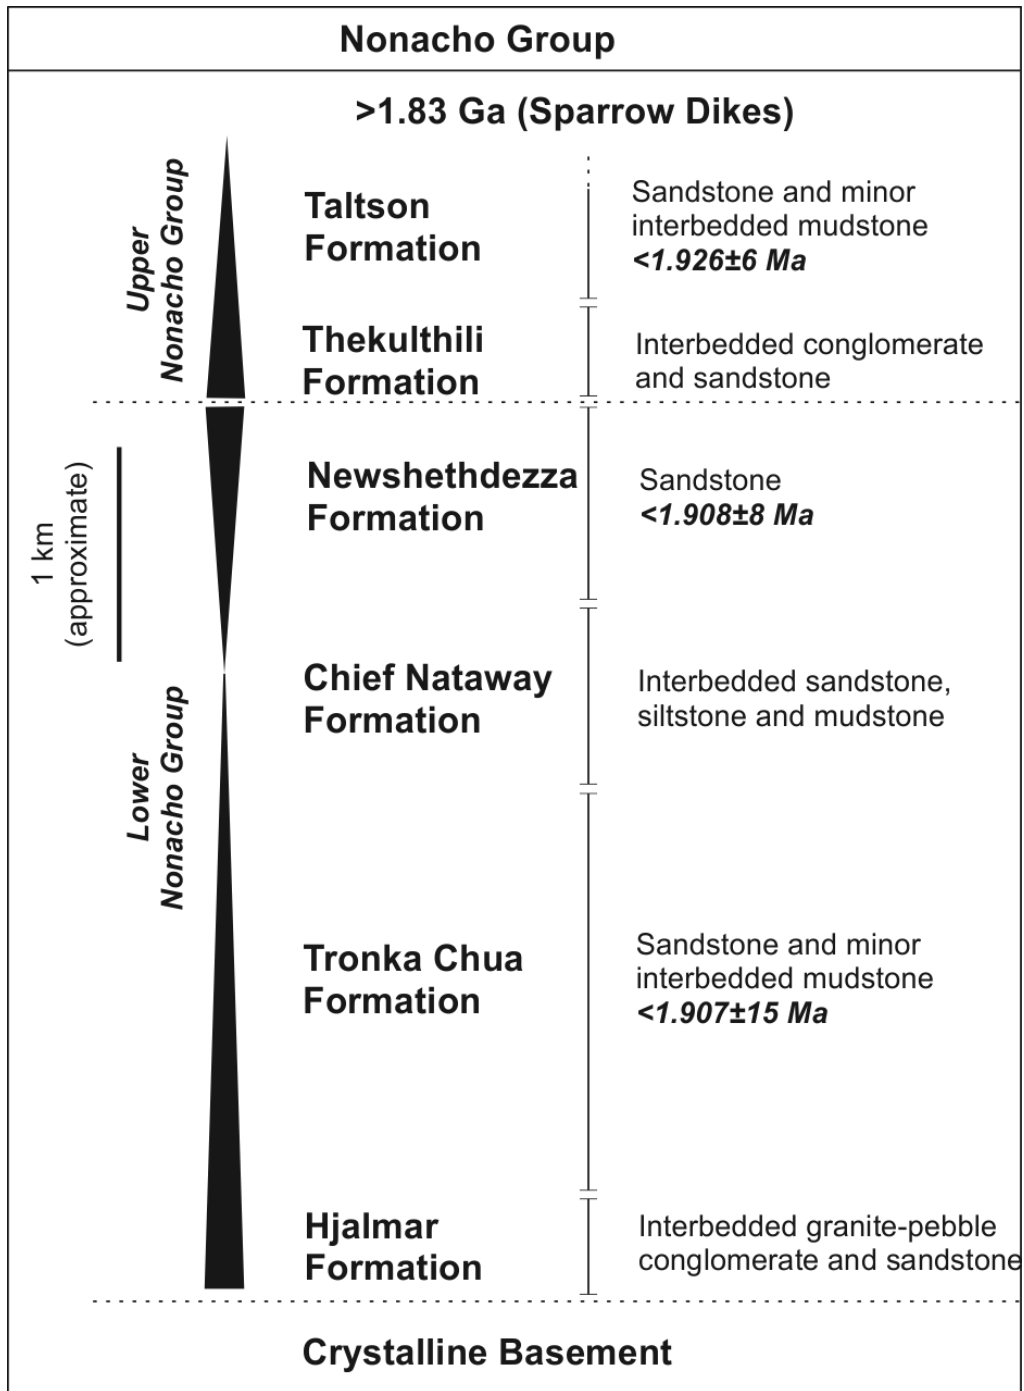 Nonacho Group
>1.83 Ga (Sparrow Dikes)
Upper
Nonacho Group
Taltson
Formation
Sandstone and minor
interbedded mudstone
<1.926±6 Ma
Thekulthili
Formation
Interbedded conglomerate
and sandstone
1 km
(approximate)
Newshethdezza
Formation
Sandstone
<1.908±8 Ma
Lower
Nonacho Group
Chief Nataway
Formation
Interbedded sandstone,
siltstone and mudstone
Tronka Chua
Formation
Sandstone and minor
interbedded mudstone
<1.907±15 Ma
Hjalmar
Formation
Interbedded granite-pebble
conglomerate and sandstone
Crystalline Basement